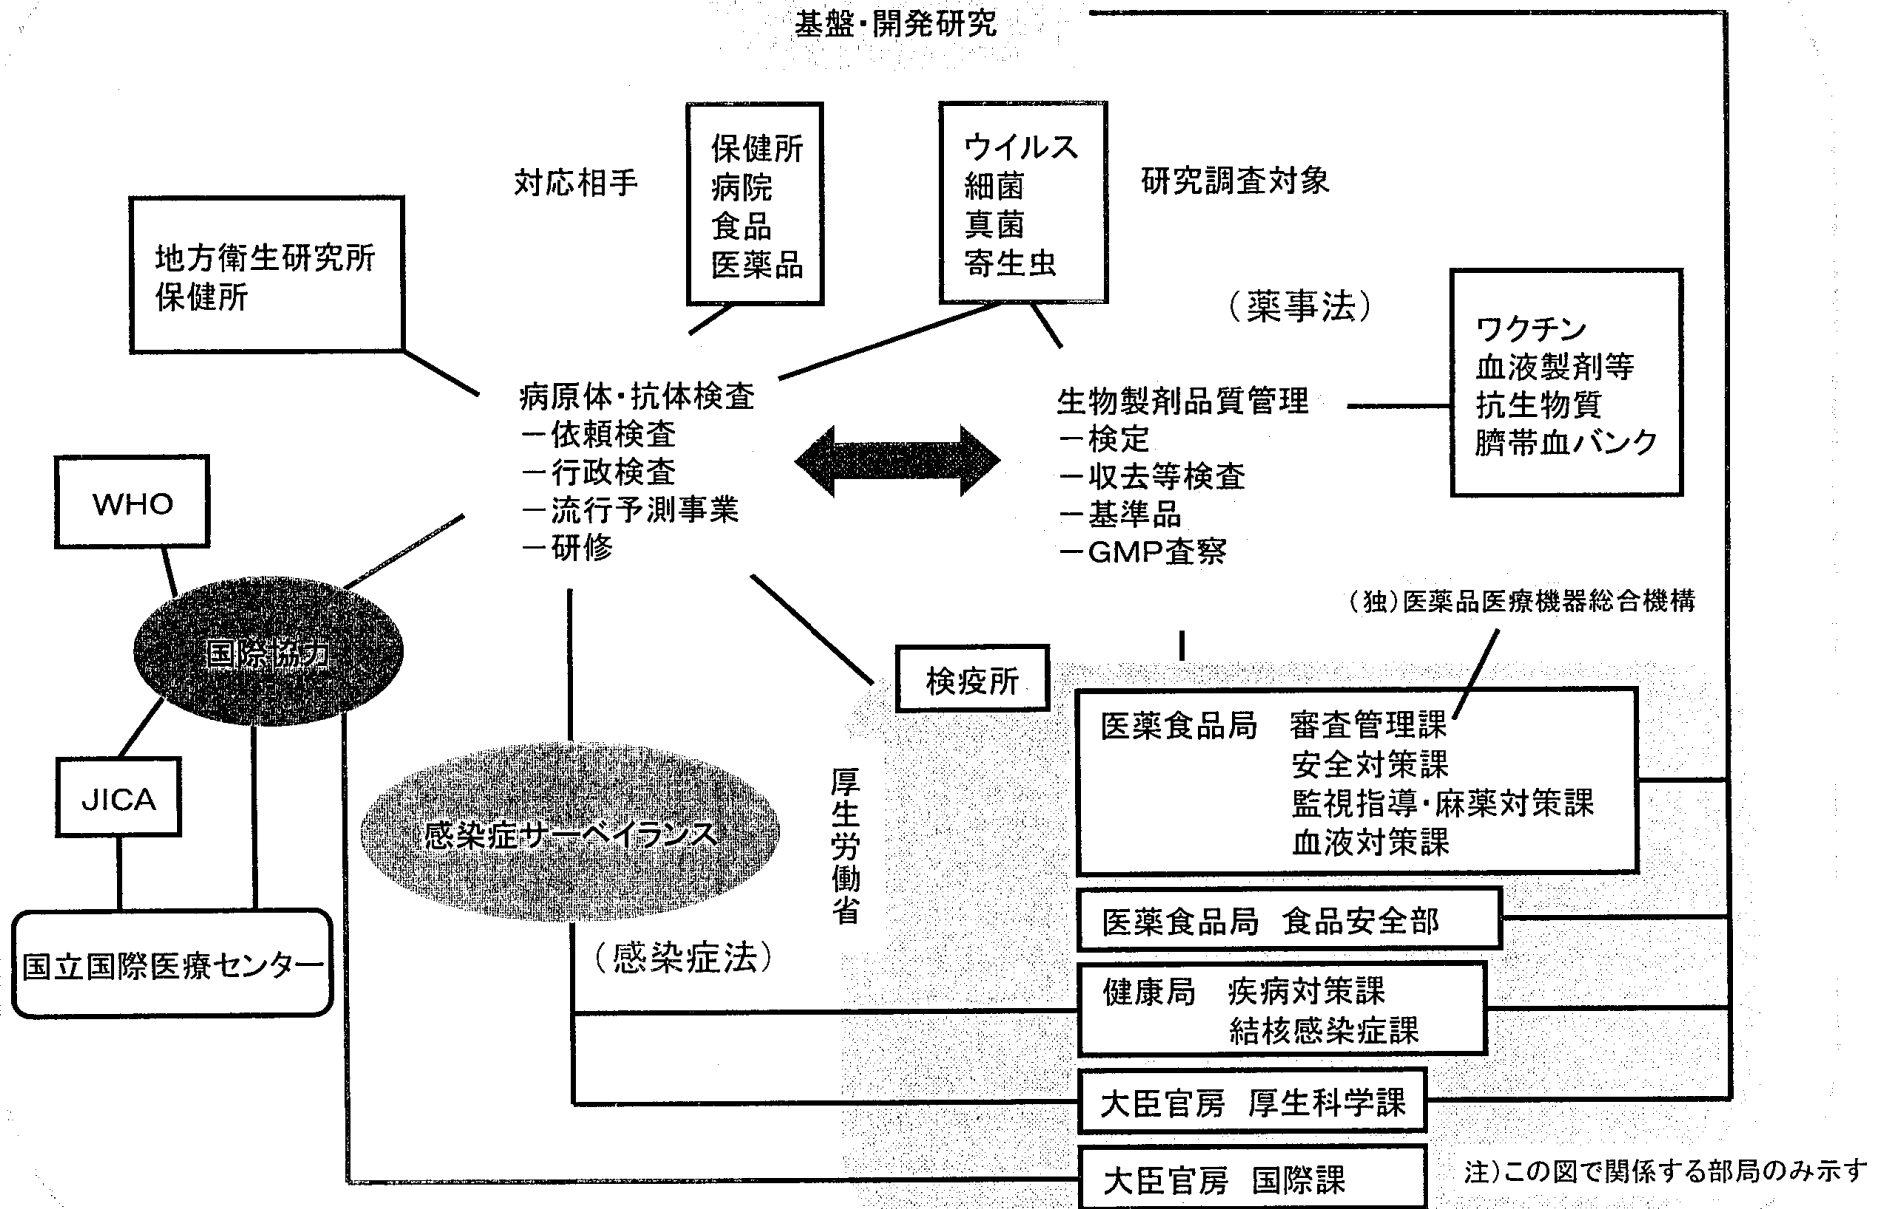 基盤・開発研究
対応相手
保健所
病院
食品
医薬品
ウイルス
細菌
真菌
寄生虫
研究調査対象
地方衛生研究所
保健所
（薬事法）
ワクチン
血液製剤等
抗生物質
臍帯血バンク
病原体・抗体検査
－依頼検査
－行政検査
－流行予測事業
－研修
生物製剤品質管理
－検定
－収去等検査
－基準品
－GMP査察
WHO
国際協力
JICA
国立国際医療センター
感染症サーベイランス
（感染症法）
検疫所
厚生労働省
（独）医薬品医療機器総合機構
医薬食品局　審査管理課
安全対策課
監視指導・麻薬対策課
血液対策課
医薬食品局　食品安全部
健康局　疾病対策課
結核感染症課
大臣官房　厚生科学課
大臣官房　国際課
注）この図で関係する部局のみ示す